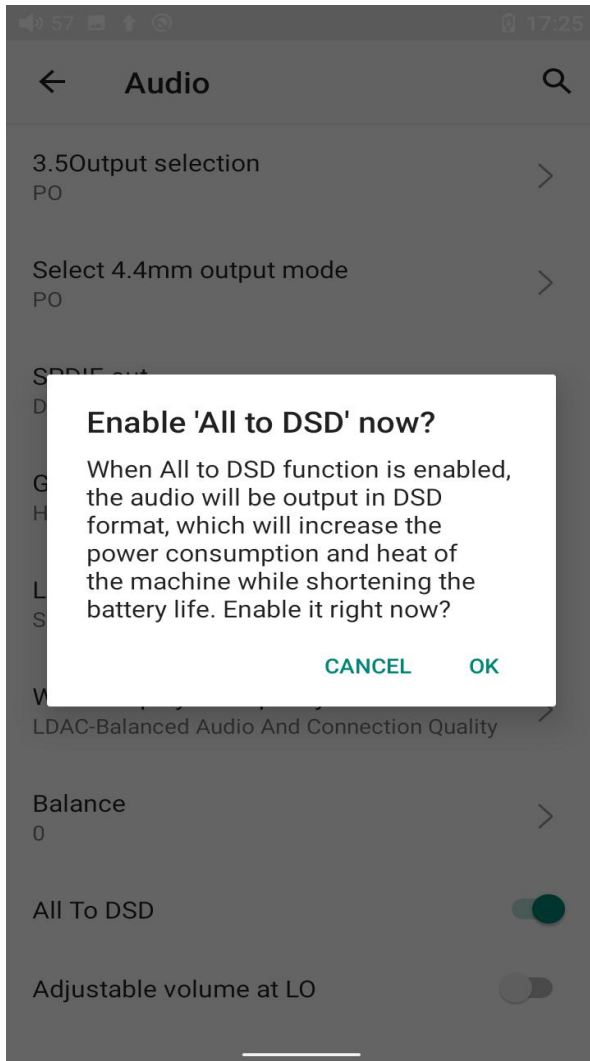 57 17:25
Audio
3.5Output selection
PO
Select 4.4mm output mode
PO
Enable 'All to DSD' now?
When All to DSD function is enabled,
the audio will be output in DSD
format, which will increase the
power consumption and heat of
the machine while shortening the
battery life. Enable it right now?
CANCEL OK
LDAC-Balanced Audio And Connection Quality
Balance
0
All To DSD
Adjustable volume at LO